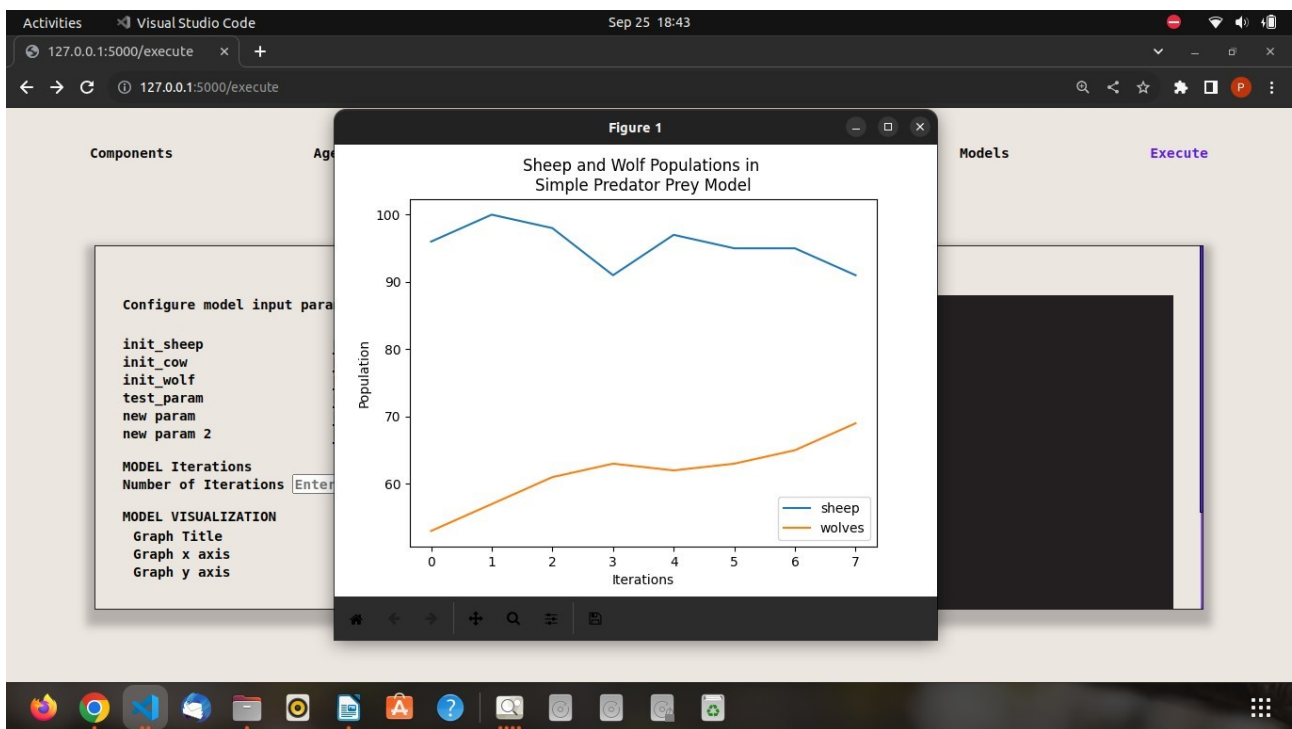 Activities Visual Studio Code Sep 25 18:43
127.0.0.1:5000/execute × +
127.0.0.1:5000/execute P
Figure 1
Components Models Execute
Sheep and Wolf Populations in
Simple Predator Prey Model
100
90
80
70
60
Population
0 1 2 3 4 5 6 7
Iterations
sheep
wolves
Configure model input
init_sheep
init_cow
init_wolf
test_param
new param
new param 2
MODEL Iterations
Number of Iterations Enter
MODEL VISUALIZATION
Graph Title
Graph x axis
Graph y axis